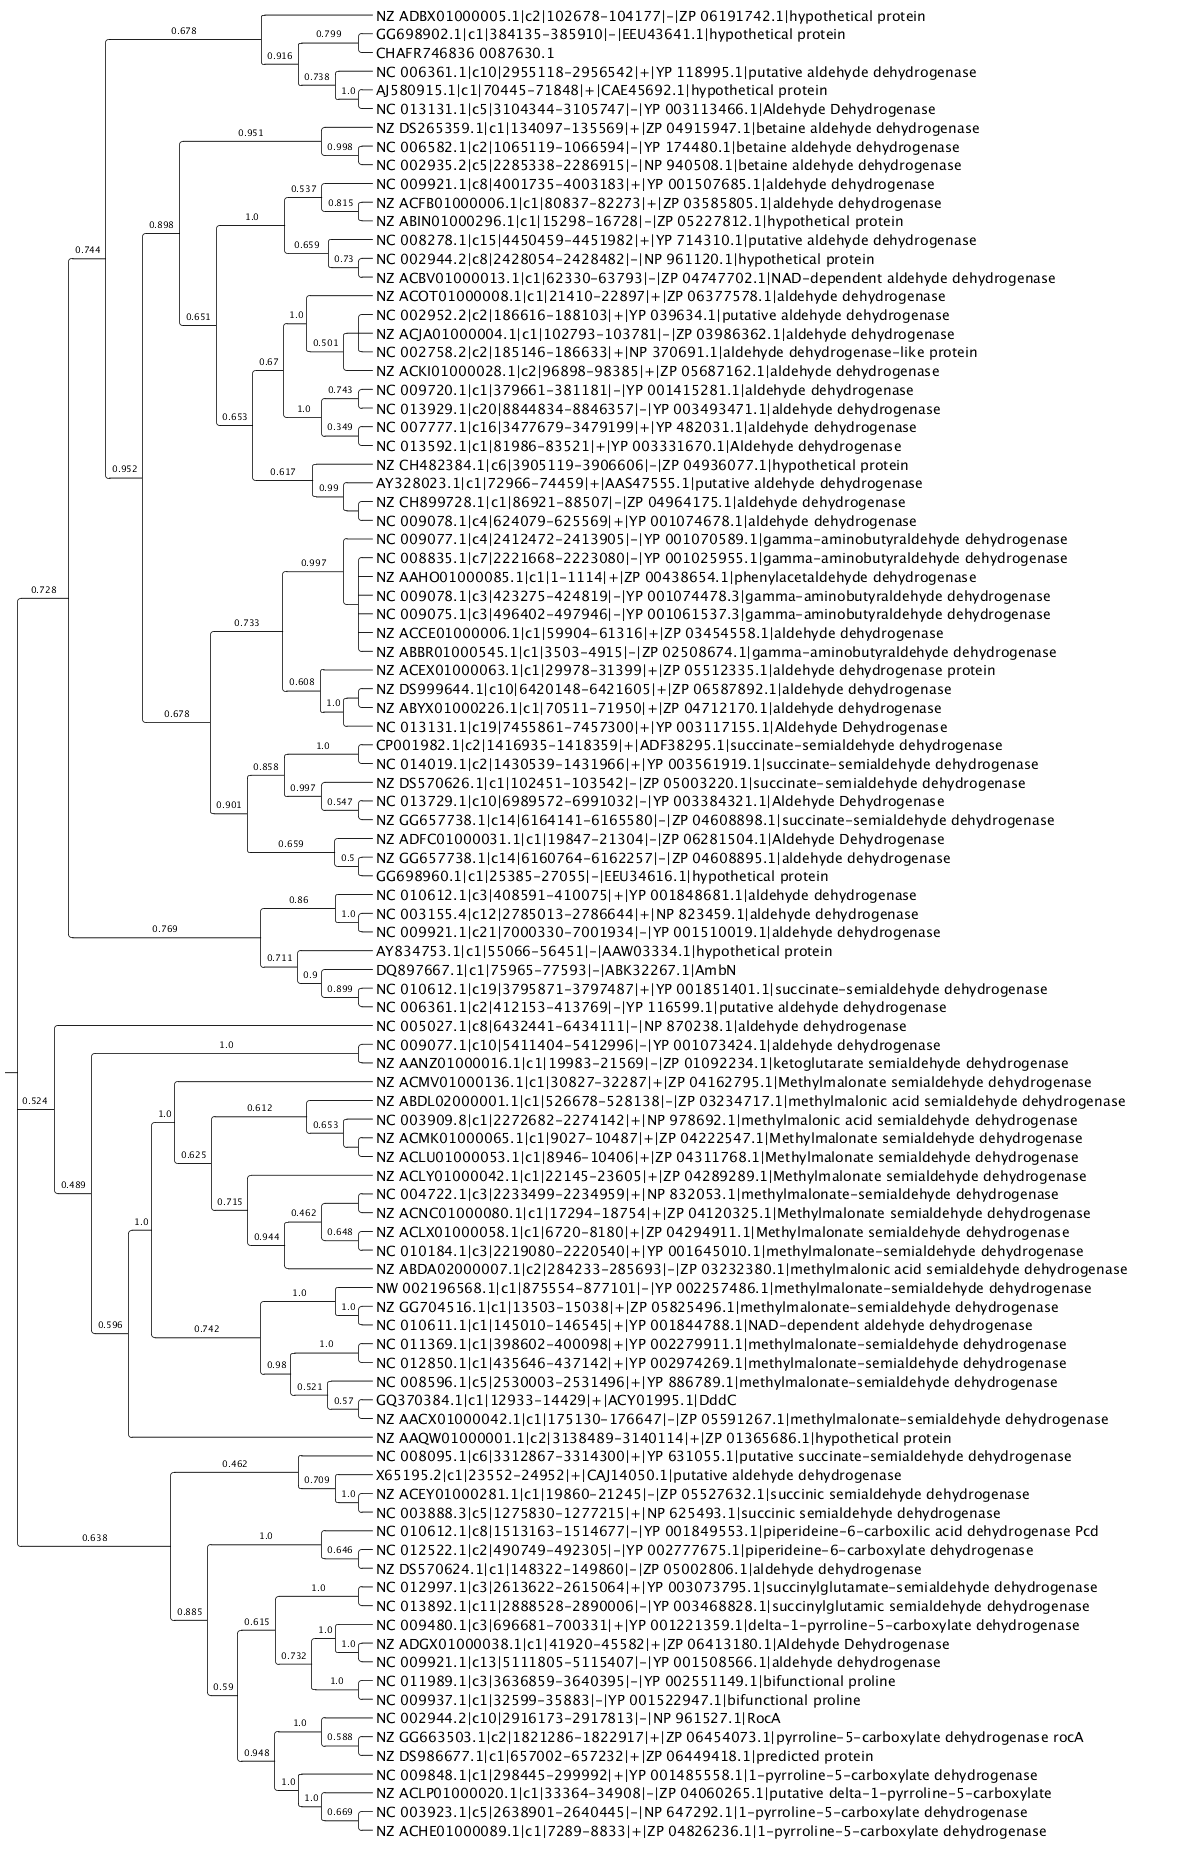 NZ ADBX01000005.1|c2|102678-104177|-|ZP 06191742.1|hypothetical protein
0.678
GG698902.1|c1|384135-385910|-|EEU43641.1|hypothetical protein
0.799
CHAFR746836 0087630.1
0.916
NC 006361.1|c10|2955118-2956542|+|YP 118995.1|putative aldehyde dehydrogenase
0.738
AJ580915.1|c1|70445-71848|+|CAE45692.1|hypothetical protein
1.0
NC 013131.1|c5|3104344-3105747|-|YP 003113466.1|Aldehyde Dehydrogenase
NZ DS265359.1|c1|134097-135569|+|ZP 04915947.1|betaine aldehyde dehydrogenase
0.951
NC 006582.1|c2|1065119-1066594|-|YP 174480.1|betaine aldehyde dehydrogenase
0.998
NC 002935.2|c5|2285338-2286915|-|NP 940508.1|betaine aldehyde dehydrogenase
NC 009921.1|c8|4001735-4003183|+|YP 001507685.1|aldehyde dehydrogenase
0.537
NZ ACFB01000006.1|c1|80837-82273|+|ZP 03585805.1|aldehyde dehydrogenase
0.815
NZ ABIN01000296.1|c1|15298-16728|-|ZP 05227812.1|hypothetical protein
1.0
0.898
NC 008278.1|c15|4450459-4451982|+|YP 714310.1|putative aldehyde dehydrogenase
0.659
0.744
NC 002944.2|c8|2428054-2428482|-|NP 961120.1|hypothetical protein
0.73
NZ ACBV01000013.1|c1|62330-63793|-|ZP 04747702.1|NAD-dependent aldehyde dehydrogenase
NZ ACOT01000008.1|c1|21410-22897|+|ZP 06377578.1|aldehyde dehydrogenase
NC 002952.2|c2|186616-188103|+|YP 039634.1|putative aldehyde dehydrogenase
0.651
1.0
NZ ACJA01000004.1|c1|102793-103781|-|ZP 03986362.1|aldehyde dehydrogenase
0.501
NC 002758.2|c2|185146-186633|+|NP 370691.1|aldehyde dehydrogenase-like protein
0.67
NZ ACKI01000028.1|c2|96898-98385|+|ZP 05687162.1|aldehyde dehydrogenase
NC 009720.1|c1|379661-381181|-|YP 001415281.1|aldehyde dehydrogenase
0.743
NC 013929.1|c20|8844834-8846357|-|YP 003493471.1|aldehyde dehydrogenase
1.0
0.653
NC 007777.1|c16|3477679-3479199|+|YP 482031.1|aldehyde dehydrogenase
0.349
NC 013592.1|c1|81986-83521|+|YP 003331670.1|Aldehyde dehydrogenase
NZ CH482384.1|c6|3905119-3906606|-|ZP 04936077.1|hypothetical protein
0.952
0.617
AY328023.1|c1|72966-74459|+|AAS47555.1|putative aldehyde dehydrogenase
0.99
NZ CH899728.1|c1|86921-88507|-|ZP 04964175.1|aldehyde dehydrogenase
NC 009078.1|c4|624079-625569|+|YP 001074678.1|aldehyde dehydrogenase
NC 009077.1|c4|2412472-2413905|-|YP 001070589.1|gamma-aminobutyraldehyde dehydrogenase
NC 008835.1|c7|2221668-2223080|-|YP 001025955.1|gamma-aminobutyraldehyde dehydrogenase
0.997
NZ AAHO01000085.1|c1|1-1114|+|ZP 00438654.1|phenylacetaldehyde dehydrogenase
0.728
NC 009078.1|c3|423275-424819|-|YP 001074478.3|gamma-aminobutyraldehyde dehydrogenase
NC 009075.1|c3|496402-497946|-|YP 001061537.3|gamma-aminobutyraldehyde dehydrogenase
0.733
NZ ACCE01000006.1|c1|59904-61316|+|ZP 03454558.1|aldehyde dehydrogenase
NZ ABBR01000545.1|c1|3503-4915|-|ZP 02508674.1|gamma-aminobutyraldehyde dehydrogenase
NZ ACEX01000063.1|c1|29978-31399|+|ZP 05512335.1|aldehyde dehydrogenase protein
0.608
NZ DS999644.1|c10|6420148-6421605|+|ZP 06587892.1|aldehyde dehydrogenase
1.0
NZ ABYX01000226.1|c1|70511-71950|+|ZP 04712170.1|aldehyde dehydrogenase
0.678
NC 013131.1|c19|7455861-7457300|+|YP 003117155.1|Aldehyde Dehydrogenase
CP001982.1|c2|1416935-1418359|+|ADF38295.1|succinate-semialdehyde dehydrogenase
1.0
NC 014019.1|c2|1430539-1431966|+|YP 003561919.1|succinate-semialdehyde dehydrogenase
0.858
NZ DS570626.1|c1|102451-103542|-|ZP 05003220.1|succinate-semialdehyde dehydrogenase
0.997
NC 013729.1|c10|6989572-6991032|-|YP 003384321.1|Aldehyde Dehydrogenase
0.901
0.547
NZ GG657738.1|c14|6164141-6165580|-|ZP 04608898.1|succinate-semialdehyde dehydrogenase
NZ ADFC01000031.1|c1|19847-21304|-|ZP 06281504.1|Aldehyde Dehydrogenase
0.659
NZ GG657738.1|c14|6160764-6162257|-|ZP 04608895.1|aldehyde dehydrogenase
0.5
GG698960.1|c1|25385-27055|-|EEU34616.1|hypothetical protein
NC 010612.1|c3|408591-410075|+|YP 001848681.1|aldehyde dehydrogenase
0.86
NC 003155.4|c12|2785013-2786644|+|NP 823459.1|aldehyde dehydrogenase
1.0
NC 009921.1|c21|7000330-7001934|-|YP 001510019.1|aldehyde dehydrogenase
0.769
AY834753.1|c1|55066-56451|-|AAW03334.1|hypothetical protein
0.711
DQ897667.1|c1|75965-77593|-|ABK32267.1|AmbN
0.9
NC 010612.1|c19|3795871-3797487|+|YP 001851401.1|succinate-semialdehyde dehydrogenase
0.899
NC 006361.1|c2|412153-413769|-|YP 116599.1|putative aldehyde dehydrogenase
NC 005027.1|c8|6432441-6434111|-|NP 870238.1|aldehyde dehydrogenase
NC 009077.1|c10|5411404-5412996|-|YP 001073424.1|aldehyde dehydrogenase
1.0
NZ AANZ01000016.1|c1|19983-21569|-|ZP 01092234.1|ketoglutarate semialdehyde dehydrogenase
NZ ACMV01000136.1|c1|30827-32287|+|ZP 04162795.1|Methylmalonate semialdehyde dehydrogenase
0.524
NZ ABDL02000001.1|c1|526678-528138|-|ZP 03234717.1|methylmalonic acid semialdehyde dehydrogenase
0.612
1.0
NC 003909.8|c1|2272682-2274142|+|NP 978692.1|methylmalonic acid semialdehyde dehydrogenase
0.653
NZ ACMK01000065.1|c1|9027-10487|+|ZP 04222547.1|Methylmalonate semialdehyde dehydrogenase
0.625
NZ ACLU01000053.1|c1|8946-10406|+|ZP 04311768.1|Methylmalonate semialdehyde dehydrogenase
NZ ACLY01000042.1|c1|22145-23605|+|ZP 04289289.1|Methylmalonate semialdehyde dehydrogenase
0.489
NC 004722.1|c3|2233499-2234959|+|NP 832053.1|methylmalonate-semialdehyde dehydrogenase
0.715
NZ ACNC01000080.1|c1|17294-18754|+|ZP 04120325.1|Methylmalonate semialdehyde dehydrogenase
0.462
1.0
NZ ACLX01000058.1|c1|6720-8180|+|ZP 04294911.1|Methylmalonate semialdehyde dehydrogenase
0.648
0.944
NC 010184.1|c3|2219080-2220540|+|YP 001645010.1|methylmalonate-semialdehyde dehydrogenase
NZ ABDA02000007.1|c2|284233-285693|-|ZP 03232380.1|methylmalonic acid semialdehyde dehydrogenase
NW 002196568.1|c1|875554-877101|-|YP 002257486.1|methylmalonate-semialdehyde dehydrogenase
1.0
NZ GG704516.1|c1|13503-15038|+|ZP 05825496.1|methylmalonate-semialdehyde dehydrogenase
1.0
NC 010611.1|c1|145010-146545|+|YP 001844788.1|NAD-dependent aldehyde dehydrogenase
0.596
0.742
NC 011369.1|c1|398602-400098|+|YP 002279911.1|methylmalonate-semialdehyde dehydrogenase
1.0
NC 012850.1|c1|435646-437142|+|YP 002974269.1|methylmalonate-semialdehyde dehydrogenase
0.98
NC 008596.1|c5|2530003-2531496|+|YP 886789.1|methylmalonate-semialdehyde dehydrogenase
0.521
GQ370384.1|c1|12933-14429|+|ACY01995.1|DddC
0.57
NZ AACX01000042.1|c1|175130-176647|-|ZP 05591267.1|methylmalonate-semialdehyde dehydrogenase
NZ AAQW01000001.1|c2|3138489-3140114|+|ZP 01365686.1|hypothetical protein
NC 008095.1|c6|3312867-3314300|+|YP 631055.1|putative succinate-semialdehyde dehydrogenase
0.462
X65195.2|c1|23552-24952|+|CAJ14050.1|putative aldehyde dehydrogenase
0.709
NZ ACEY01000281.1|c1|19860-21245|-|ZP 05527632.1|succinic semialdehyde dehydrogenase
1.0
NC 003888.3|c5|1275830-1277215|+|NP 625493.1|succinic semialdehyde dehydrogenase
NC 010612.1|c8|1513163-1514677|-|YP 001849553.1|piperideine-6-carboxilic acid dehydrogenase Pcd
0.638
1.0
NC 012522.1|c2|490749-492305|-|YP 002777675.1|piperideine-6-carboxylate dehydrogenase
0.646
NZ DS570624.1|c1|148322-149860|-|ZP 05002806.1|aldehyde dehydrogenase
NC 012997.1|c3|2613622-2615064|+|YP 003073795.1|succinylglutamate-semialdehyde dehydrogenase
1.0
NC 013892.1|c11|2888528-2890006|-|YP 003468828.1|succinylglutamic semialdehyde dehydrogenase
0.885
0.615
NC 009480.1|c3|696681-700331|+|YP 001221359.1|delta-1-pyrroline-5-carboxylate dehydrogenase
1.0
NZ ADGX01000038.1|c1|41920-45582|+|ZP 06413180.1|Aldehyde Dehydrogenase
1.0
0.732
NC 009921.1|c13|5111805-5115407|-|YP 001508566.1|aldehyde dehydrogenase
NC 011989.1|c3|3636859-3640395|-|YP 002551149.1|bifunctional proline
1.0
0.59
NC 009937.1|c1|32599-35883|-|YP 001522947.1|bifunctional proline
NC 002944.2|c10|2916173-2917813|-|NP 961527.1|RocA
1.0
NZ GG663503.1|c2|1821286-1822917|+|ZP 06454073.1|pyrroline-5-carboxylate dehydrogenase rocA
0.588
NZ DS986677.1|c1|657002-657232|+|ZP 06449418.1|predicted protein
0.948
NC 009848.1|c1|298445-299992|+|YP 001485558.1|1-pyrroline-5-carboxylate dehydrogenase
1.0
NZ ACLP01000020.1|c1|33364-34908|-|ZP 04060265.1|putative delta-1-pyrroline-5-carboxylate
1.0
NC 003923.1|c5|2638901-2640445|-|NP 647292.1|1-pyrroline-5-carboxylate dehydrogenase
0.669
NZ ACHE01000089.1|c1|7289-8833|+|ZP 04826236.1|1-pyrroline-5-carboxylate dehydrogenase